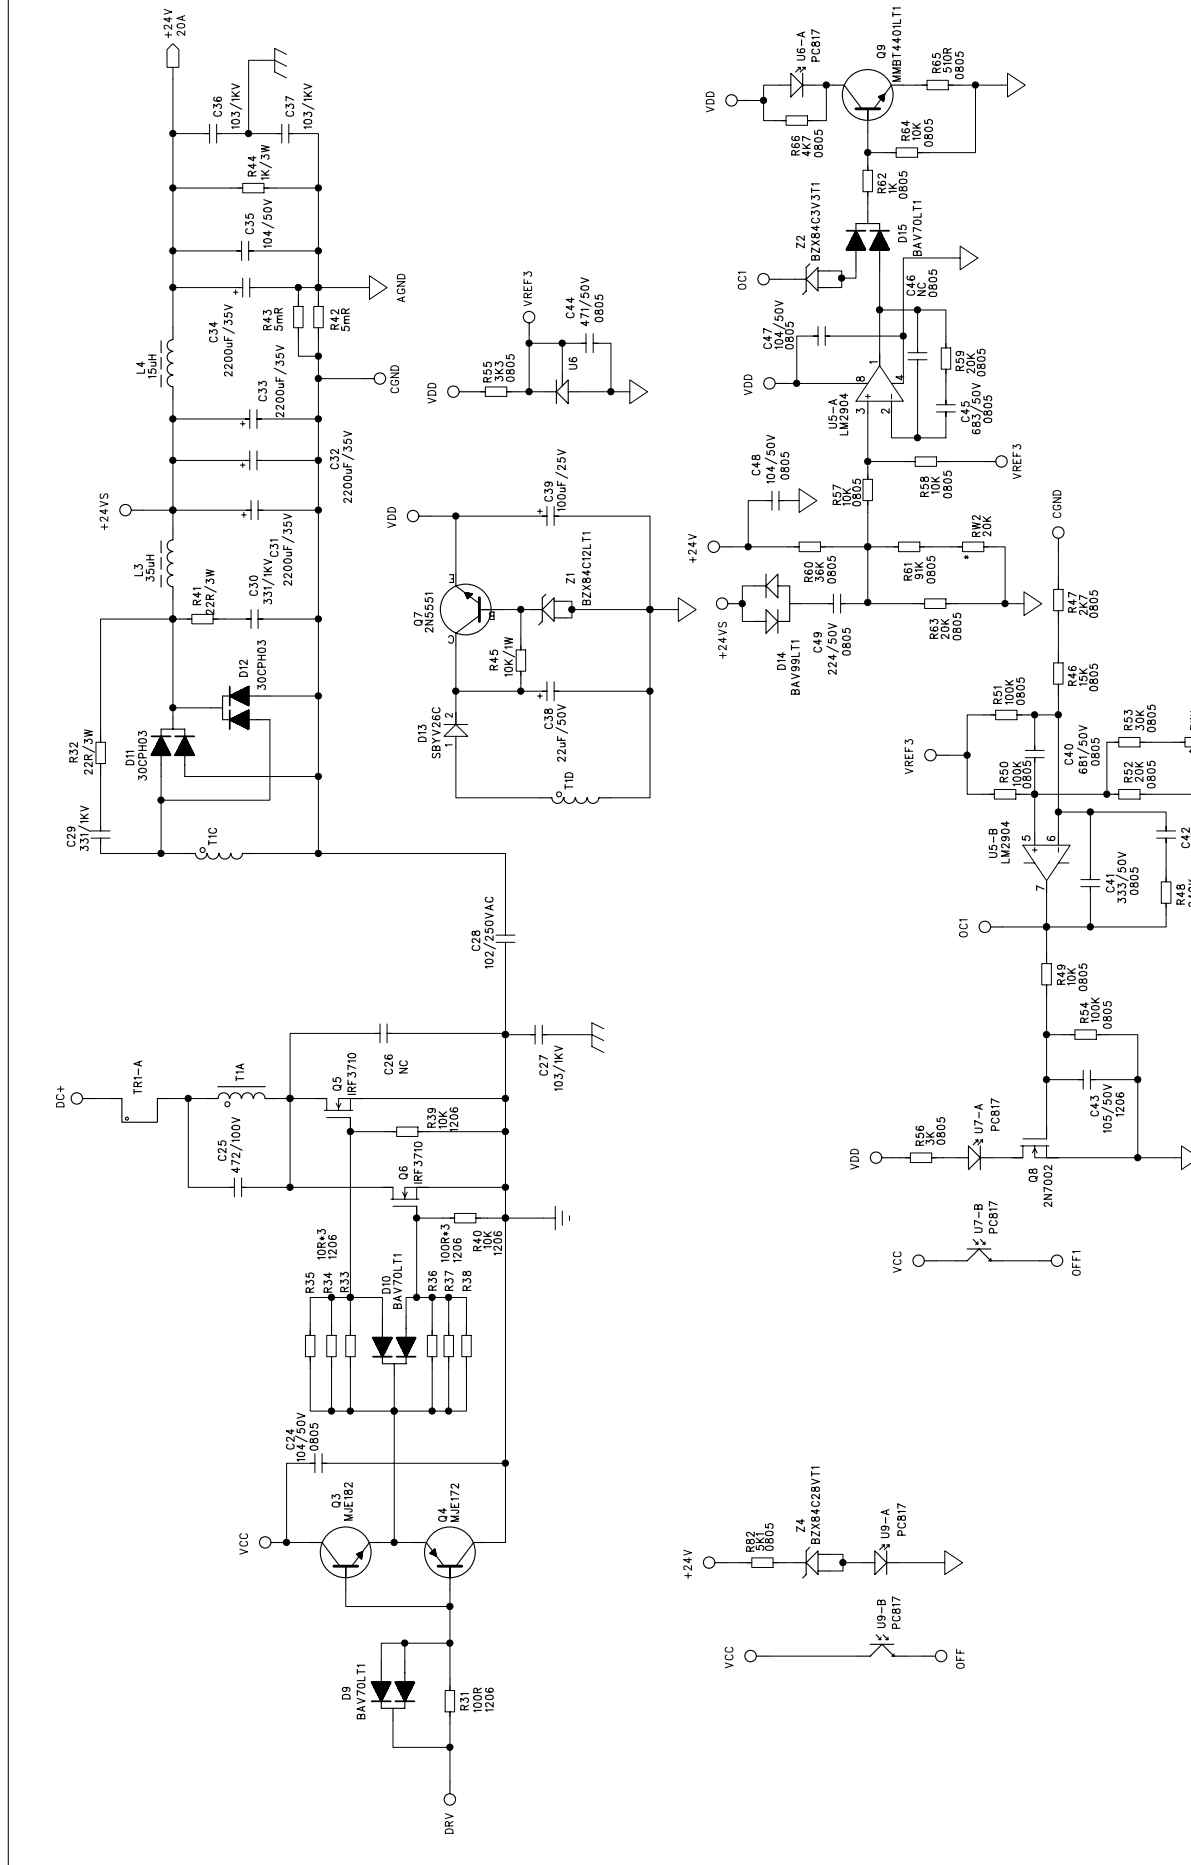 DC+
TR1-A
T1A
C25
472/100V
C26
NC
Q5
IRF3710
Q6
IRF3710
R39
10K
1206
R40
10K
1206
C27
103/1KV
C28
102/250VAC
R35
R34
R33
10R*3
1206
D10
BAV70LT1
R36
R37
R38
100R*3
1206
C24
104/50V
0805
VCC
Q3
MJE182
Q4
MJE172
D9
BAV70LT1
R31
100R
1206
DRV
C29
331/1KV
R32
22R/3W
T1C
D11
30CPH03
D12
30CPH03
R41
22R/3W
C30
331/1KV
L3
35uH
+24VS
C31
2200uF/35V
C32
2200uF/35V
C33
2200uF/35V
L4
15uH
C34
2200uF/35V
R43
5mR
R42
5mR
CGND
AGND
C35
104/50V
R44
1K/3W
C36
103/1KV
C37
103/1KV
+24V
20A
T1D
D13
SBYV26C
1
2
C38
22uF/50V
R45
10K/1W
Q7
2N5551
C
B
E
Z1
BZX84C12LT1
C39
100uF/25V
VDD
VDD
R55
3K3
0805
VREF3
U6
C44
471/50V
0805
+24V
R82
5K1
0805
Z4
BZX84C28VT1
U9-A
PC817
VCC
U9-B
PC817
OFF
+24VS
D14
BAV99LT1
C49
224/50V
0805
+24V
C48
104/50V
0805
R60
36K
0805
R63
20K
0805
R61
91K
0805
RW2
20K
*
R57
10K
0805
R58
10K
0805
VREF3
VDD
C47
104/50V
0805
U5-A
LM2904
3
2
8
4
1
+
-
C46
NC
0805
R59
20K
0805
C45
683/50V
0805
OC1
Z2
BZX84C3V3T1
D15
BAV70LT1
R62
1K
0805
R64
10K
0805
R65
510R
0805
Q9
MMBT4401LT1
VDD
U6-A
PC817
R66
4K7
0805
VREF3
R50
100K
0805
R51
100K
0805
C40
681/50V
0805
R46
15K
0805
R47
2K7
0805
CGND
R53
30K
0805
R52
20K
0805
U5-B
LM2904
5
6
7
+
-
C41
333/50V
0805
C42
R48
OC1
R49
10K
0805
R54
100K
0805
C43
105/50V
1206
VDD
R56
3K
0805
U7-A
PC817
Q8
2N7002
VCC
U7-B
PC817
OFF1